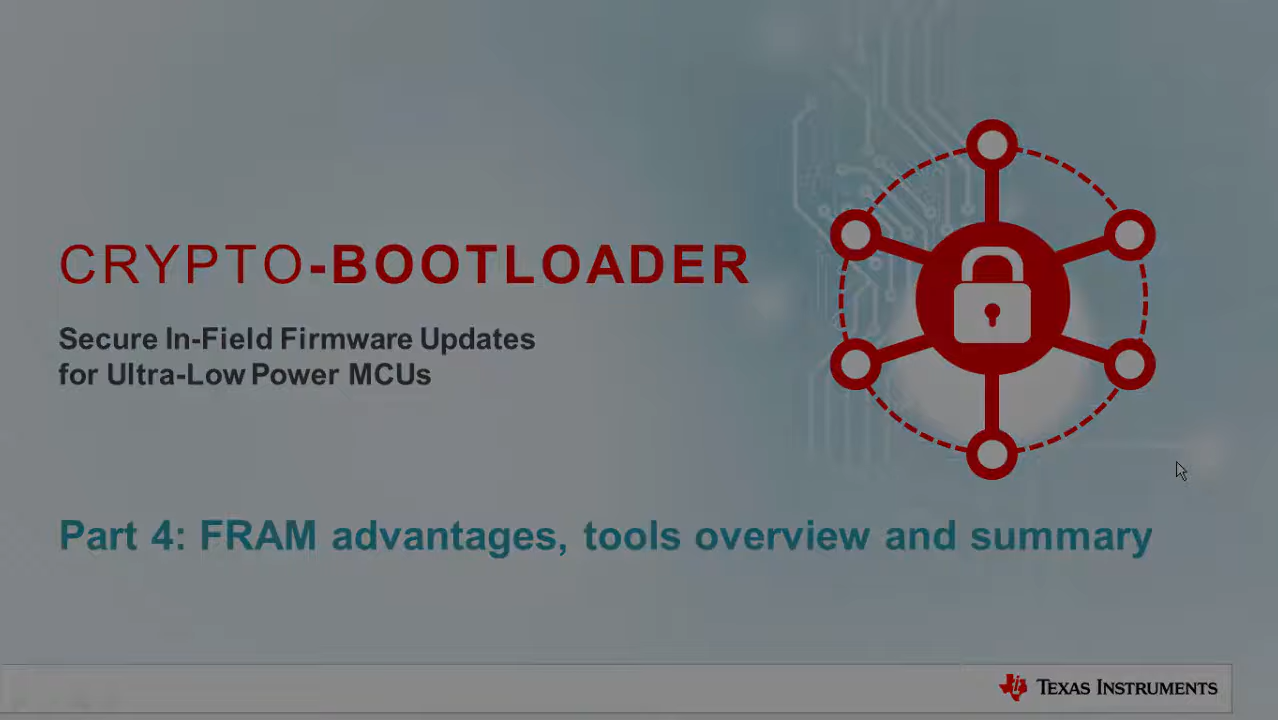 CRYPTO-BOOTLOADER
Secure In-Field Firmware Updates
for Ultra-Low Power MCUs
Part 4: FRAM advantages, tools overview and summary
TEXAS INSTRUMENTS